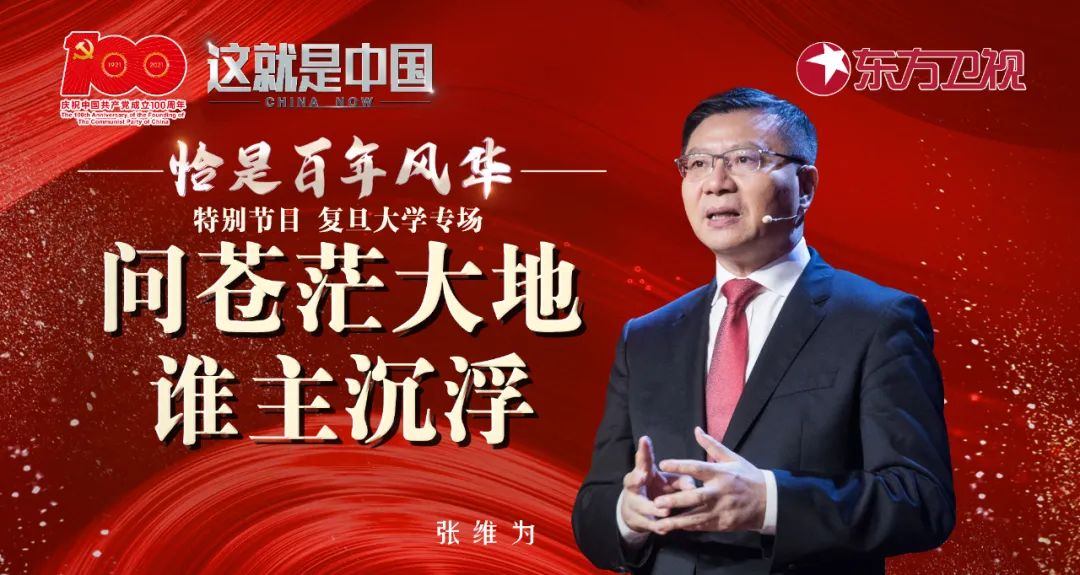 100
1921 2021
庆祝中国共产党成立100周年
The 100th Anniversary of the Founding of
The Communist Party of China
这就是中国
CHINA NOW
东方卫视
恰是百年风华
特别节目 复旦大学专场
问苍茫大地
谁主沉浮
张维为